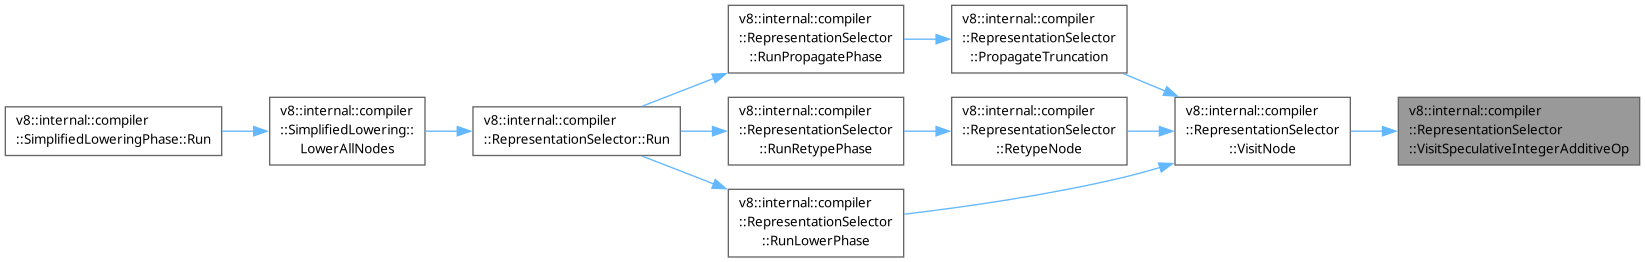 v8::internal::compiler
::SimplifiedLoweringPhase::Run
v8::internal::compiler
::SimplifiedLowering::
LowerAllNodes
v8::internal::compiler
::RepresentationSelector::Run
v8::internal::compiler
::RepresentationSelector
::RunPropagatePhase
v8::internal::compiler
::RepresentationSelector
::PropagateTruncation
v8::internal::compiler
::RepresentationSelector
::RunRetypePhase
v8::internal::compiler
::RepresentationSelector
::RetypeNode
v8::internal::compiler
::RepresentationSelector
::RunLowerPhase
v8::internal::compiler
::RepresentationSelector
::VisitNode
v8::internal::compiler
::RepresentationSelector
::VisitSpeculativeIntegerAdditiveOp